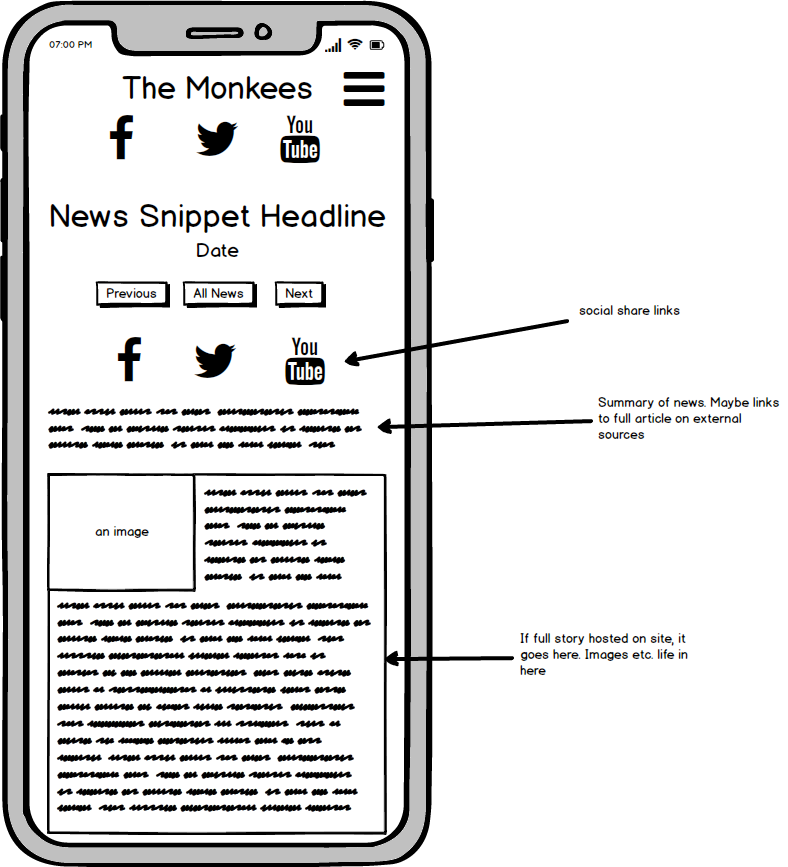 07:00 PM
The Monkees
You
Tube
News Snippet Headline
Date
Previous All News Next
social share links
You
Tube
Summary of news. Maybe links
to full article on external
sources
an image
If full story hosted on site, it
goes here. Images etc. life in
here